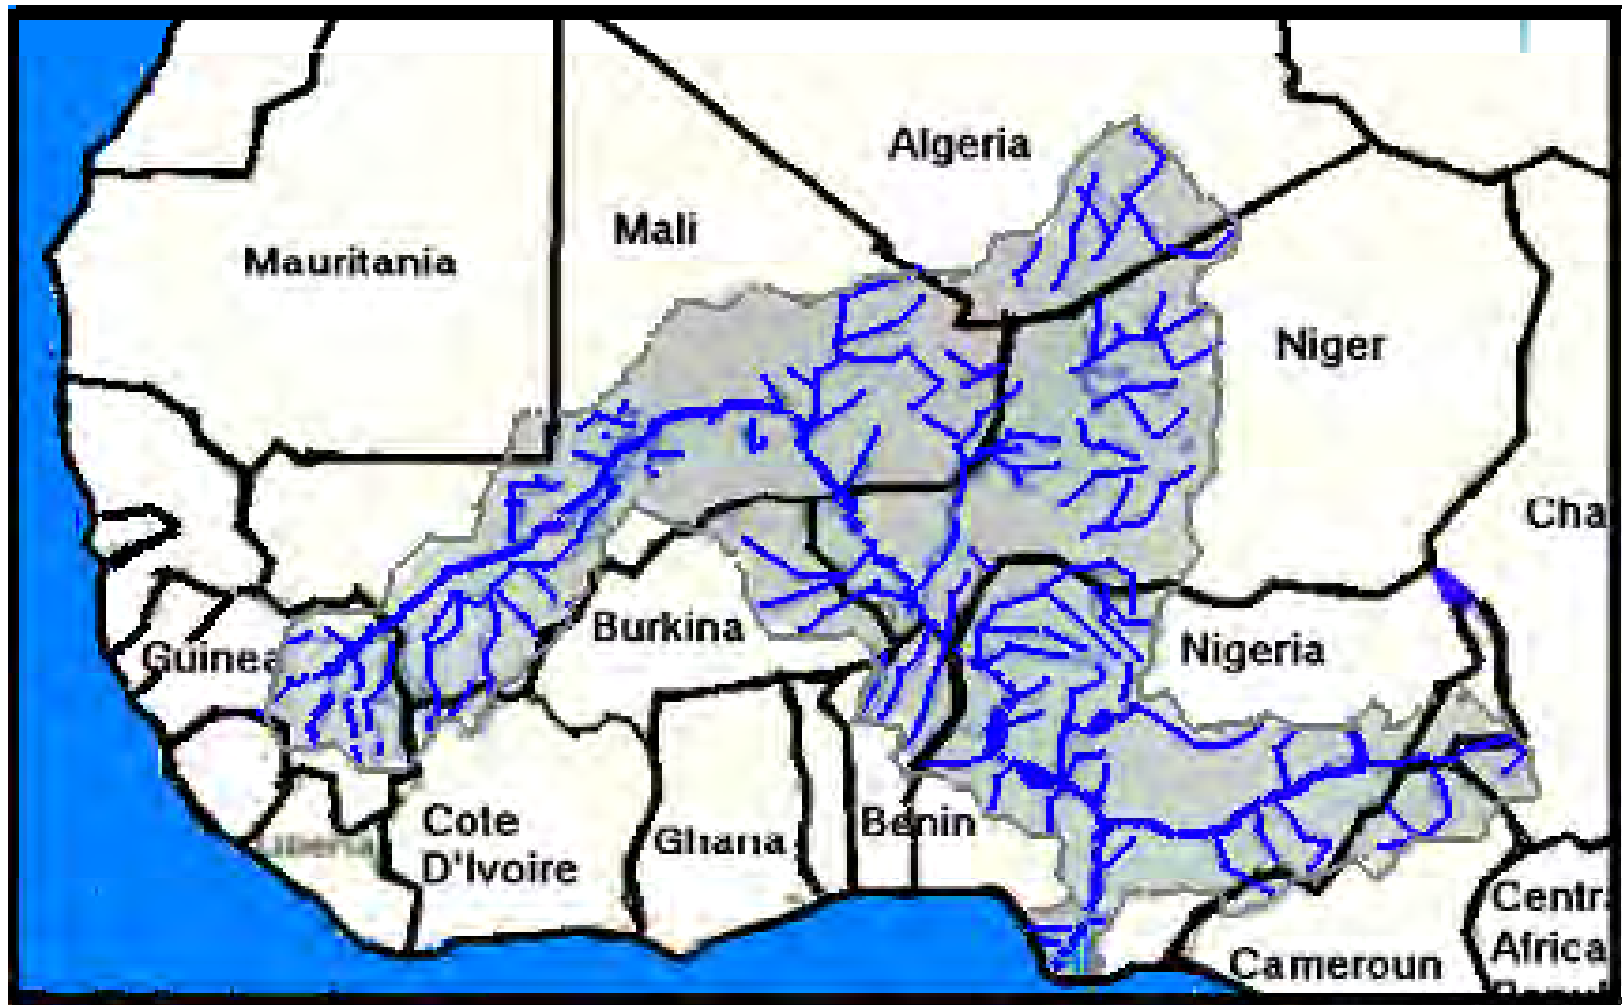 Algeria
Mali
Mauritania
Niger
Cha
Burkina
Nigeria
Guinea
Cote
D'Ivoire
Ghana
Benin
Centr
Africa
Cameroun